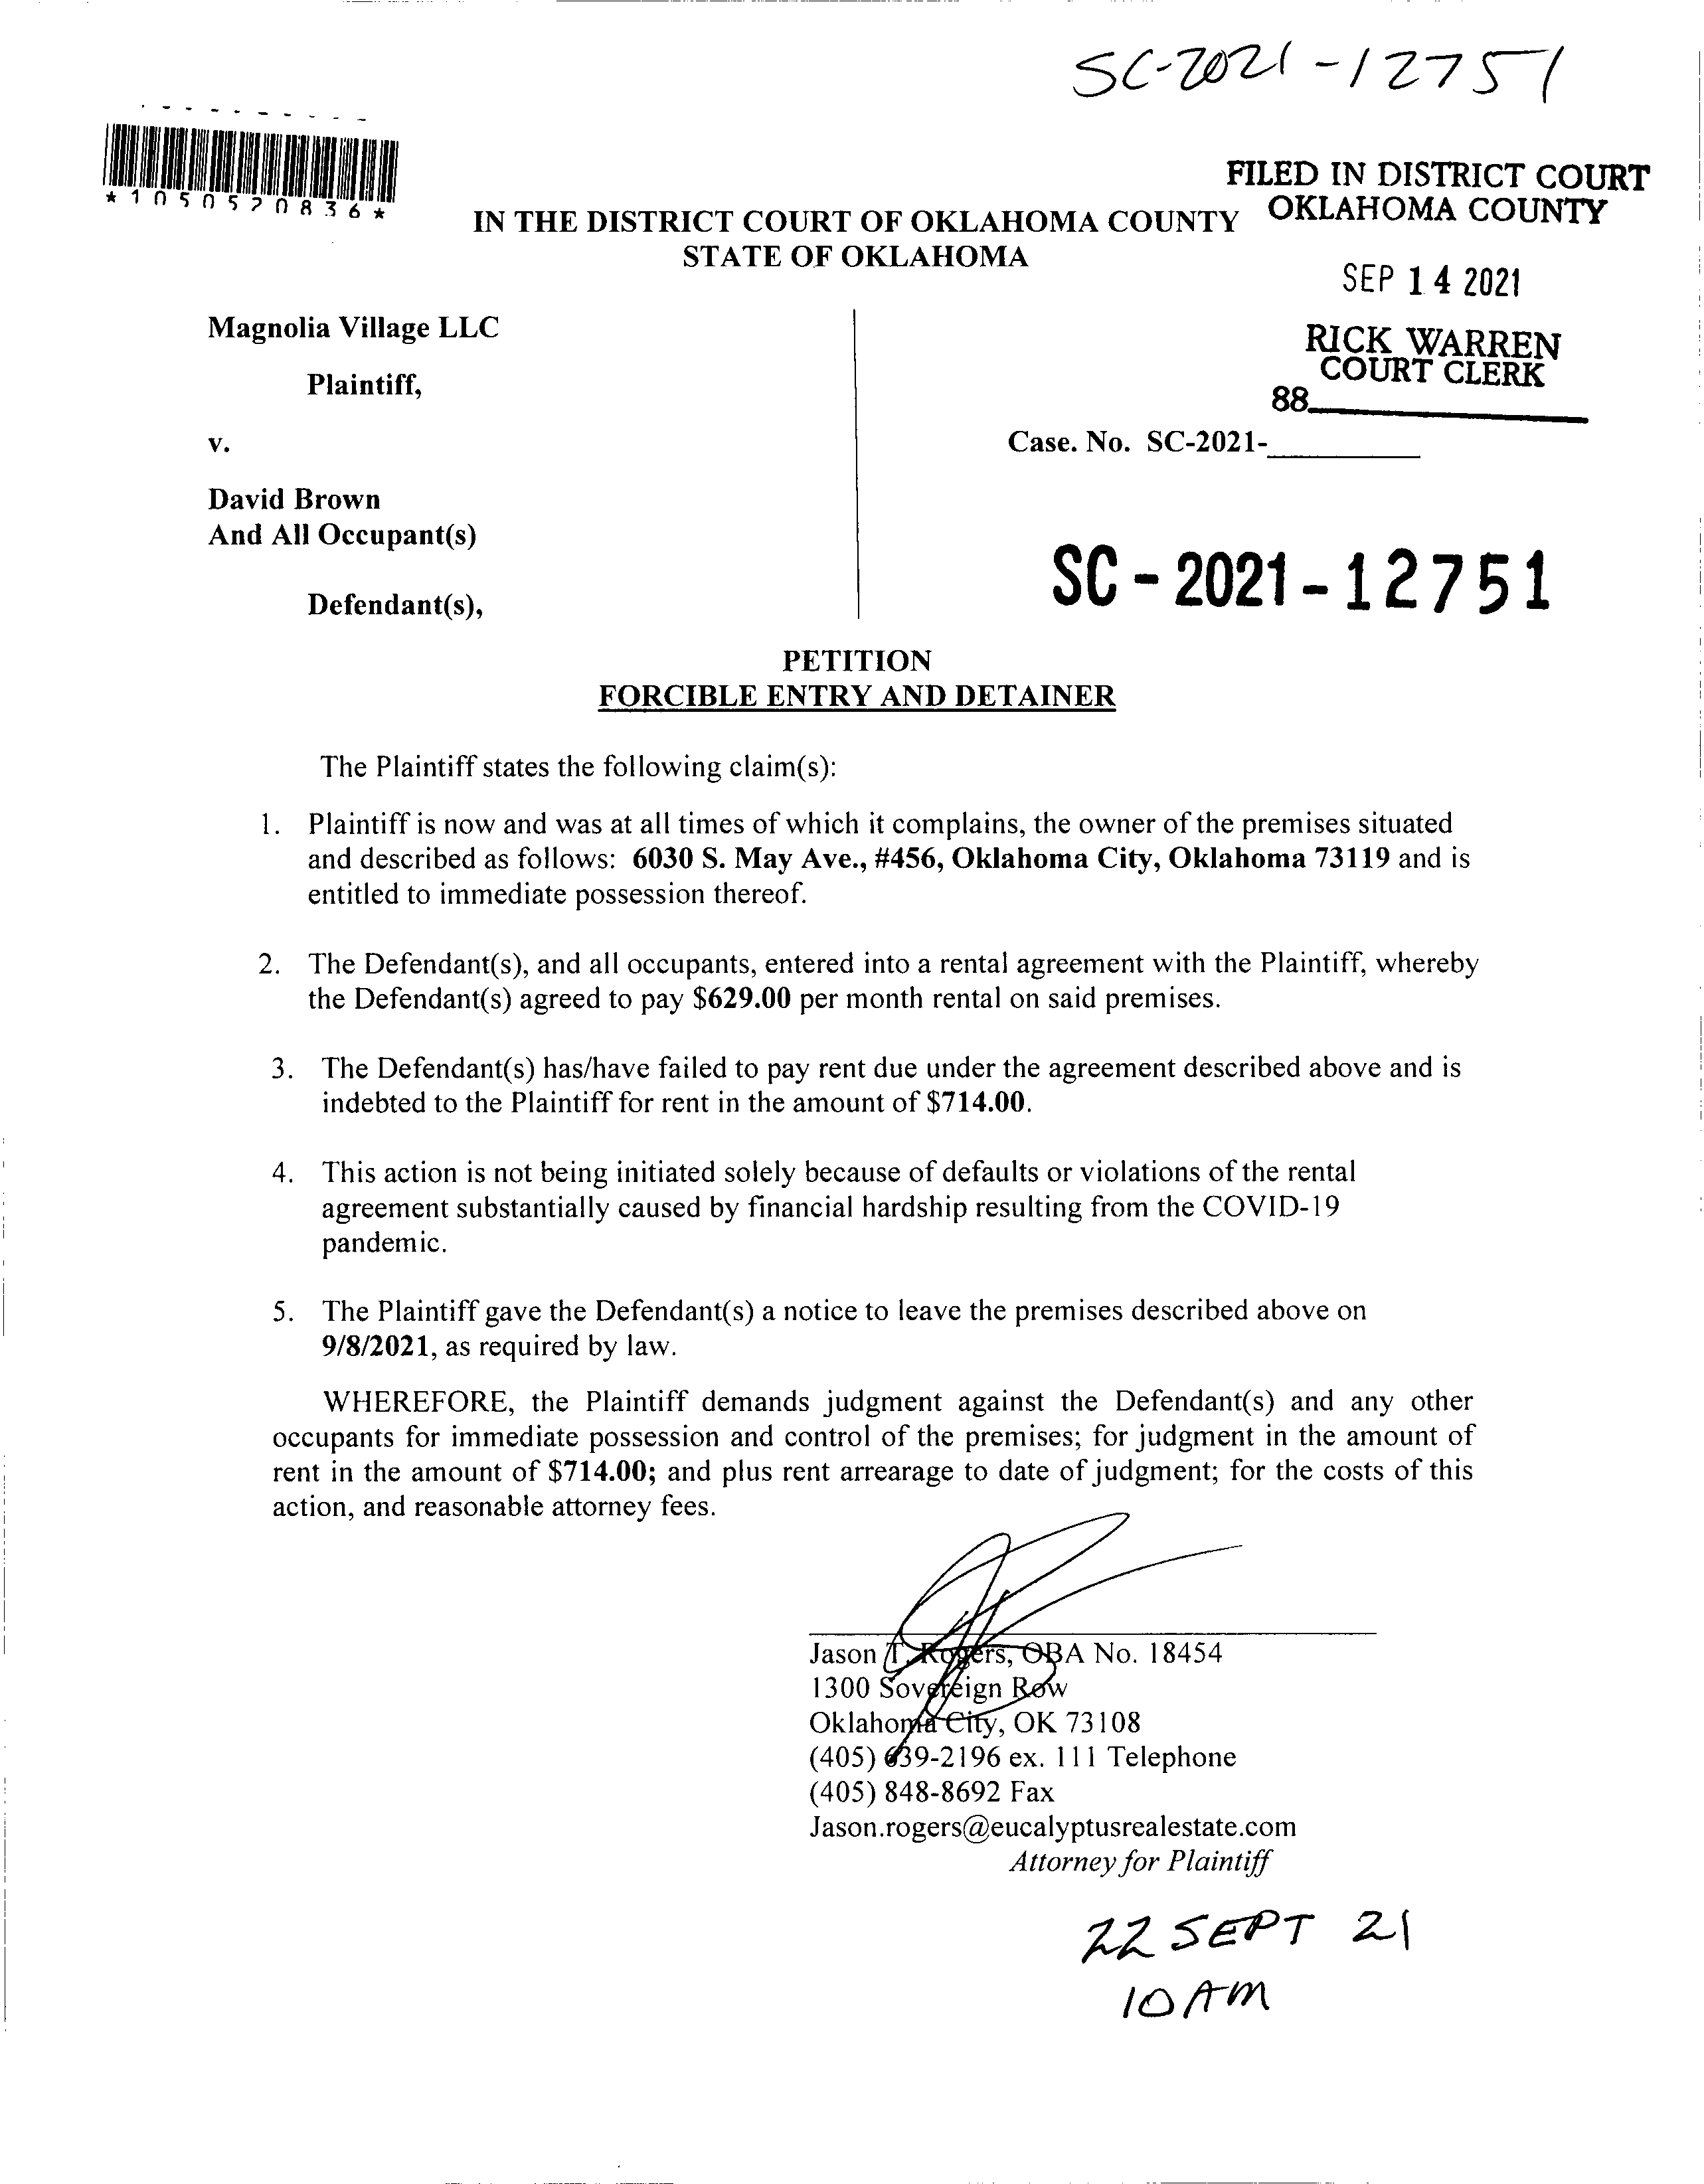 SC-2021-12751
*1050520836*
FILED IN DISTRICT COURT
OKLAHOMA COUNTY
IN THE DISTRICT COURT OF OKLAHOMA COUNTY
STATE OF OKLAHOMA
SEP 14 2021
RICK WARREN
COURT CLERK
88
Magnolia Village LLC
Plaintiff,
v.
Case. No. SC-2021-
David Brown
And All Occupant(s)
SC-2021-12751
Defendant(s),
PETITION
FORCIBLE ENTRY AND DETAINER
The Plaintiff states the following claim(s):
1. Plaintiff is now and was at all times of which it complains, the owner of the premises situated
and described as follows: 6030 S. May Ave., #456, Oklahoma City, Oklahoma 73119 and is
entitled to immediate possession thereof.
2. The Defendant(s), and all occupants, entered into a rental agreement with the Plaintiff, whereby
the Defendant(s) agreed to pay $629.00 per month rental on said premises.
3. The Defendant(s) has/have failed to pay rent due under the agreement described above and is
indebted to the Plaintiff for rent in the amount of $714.00.
4. This action is not being initiated solely because of defaults or violations of the rental
agreement substantially caused by financial hardship resulting from the COVID-19
pandemic.
5. The Plaintiff gave the Defendant(s) a notice to leave the premises described above on
9/8/2021, as required by law.
WHEREFORE, the Plaintiff demands judgment against the Defendant(s) and any other
occupants for immediate possession and control of the premises; for judgment in the amount of
rent in the amount of $714.00; and plus rent arrearage to date of judgment; for the costs of this
action, and reasonable attorney fees.
Jason T. Rogers, OBA No. 18454
1300 Sovereign Row
Oklahoma City, OK 73108
(405) 639-2196 ex. 111 Telephone
(405) 848-8692 Fax
Jason.rogers@eucalyptusrealestate.com
Attorney for Plaintiff
22 SEPT 21
10 AM